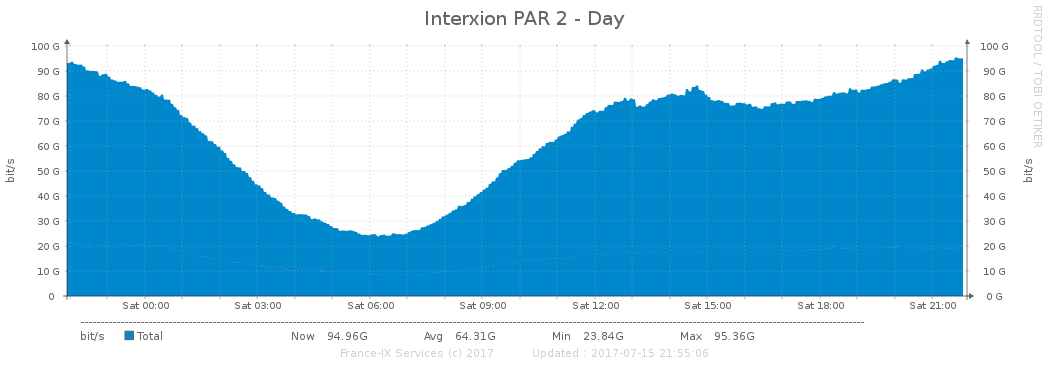 Interxion PAR 2 - Day
RRDTOOL / TOBI OETIKER
bit/s
100 G
90 G
80 G
70 G
60 G
50 G
40 G
30 G
20 G
10 G
0
100 G
90 G
80 G
70 G
60 G
50 G
40 G
30 G
20 G
10 G
0 G
bit/s
Sat 00:00 Sat 03:00 Sat 06:00 Sat 09:00 Sat 12:00 Sat 15:00 Sat 18:00 Sat 21:00
bit/s Total Now 94.96G Avg 64.31G Min 23.84G Max 95.36G
France-IX Services (c) 2017 Updated : 2017-07-15 21:55:06